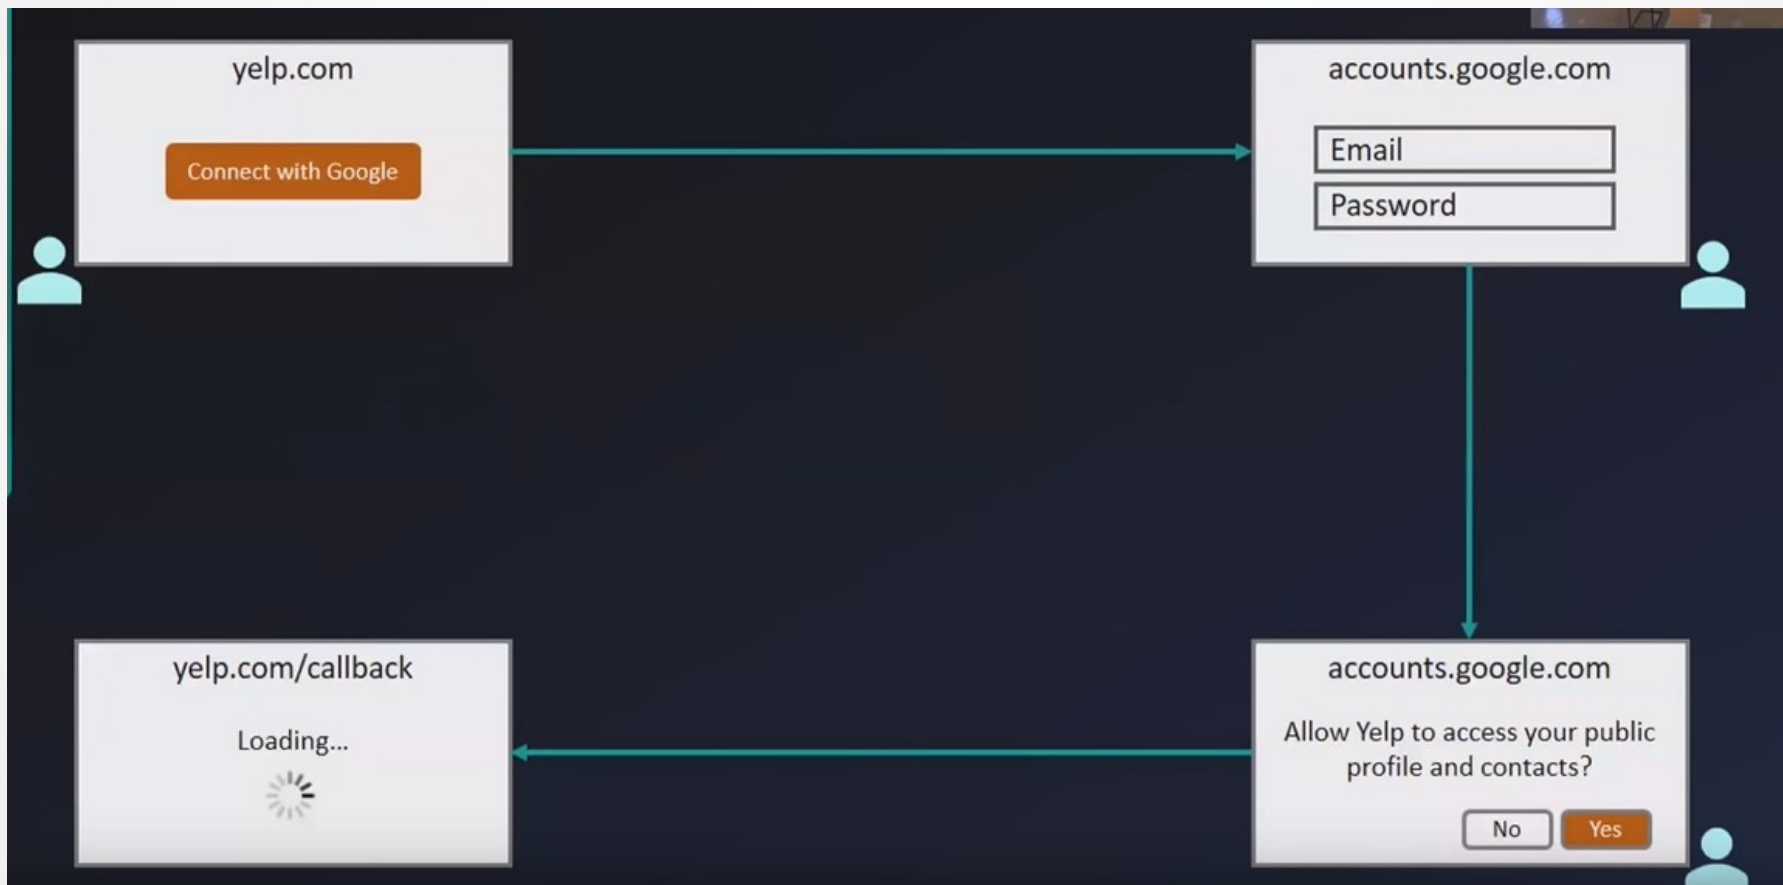 yelp.com
Connect with Google
accounts.google.com
Email
Password
yelp.com/callback
Loading...
accounts.google.com
Allow Yelp to access your public
profile and contacts?
No
Yes